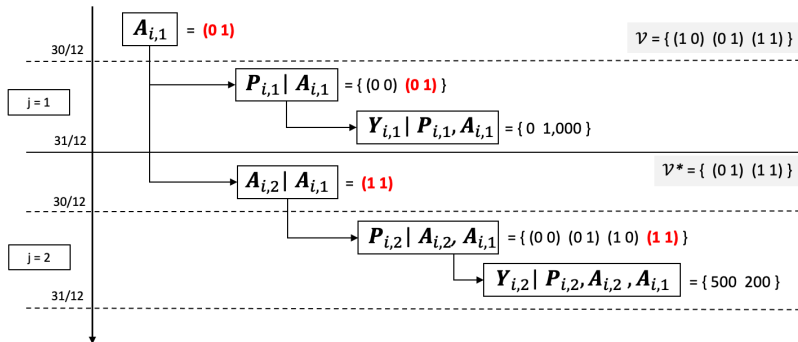 A_{i,1} = (0 1)
𝒱 = { (1 0) (0 1) (1 1) }
30/12
P_{i,1} | A_{i,1} = { (0 0) (0 1) }
j = 1
Y_{i,1} | P_{i,1}, A_{i,1} = { 0 1,000 }
31/12
𝒱* = { (0 1) (1 1) }
A_{i,2} | A_{i,1} = (1 1)
30/12
P_{i,2} | A_{i,2}, A_{i,1} = { (0 0) (0 1) (1 0) (1 1) }
j = 2
Y_{i,2} | P_{i,2}, A_{i,2} , A_{i,1} = { 500 200 }
31/12